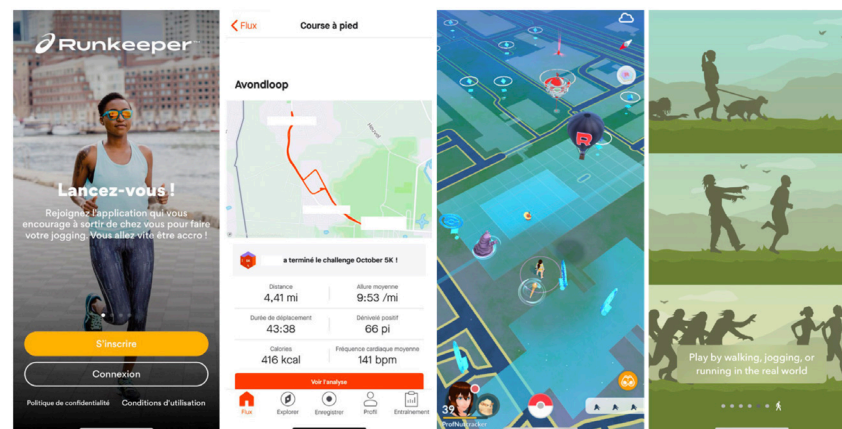 Runkeeper
Lancez-vous !
Rejoignez l'application qui vous
encourage à sortir de chez vous pour faire
votre jogging. Vous allez vite être accro !
S'inscrire
Connexion
Politique de confidentialité Conditions d'utilisation
Flux
Course à pied
Avondloop
a terminé le challenge October 5K !
Distance
4,41 mi
Allure moyenne
9:53 /mi
Durée de déplacement
43:38
Dénivelé positif
66 pi
Calories
416 kcal
Fréquence cardiaque moyenne
141 bpm
Voir l'analyse
Flux
Explorer
Enregistrer
Profil
Entraînement
R
39
Play by walking, jogging, or
running in the real world